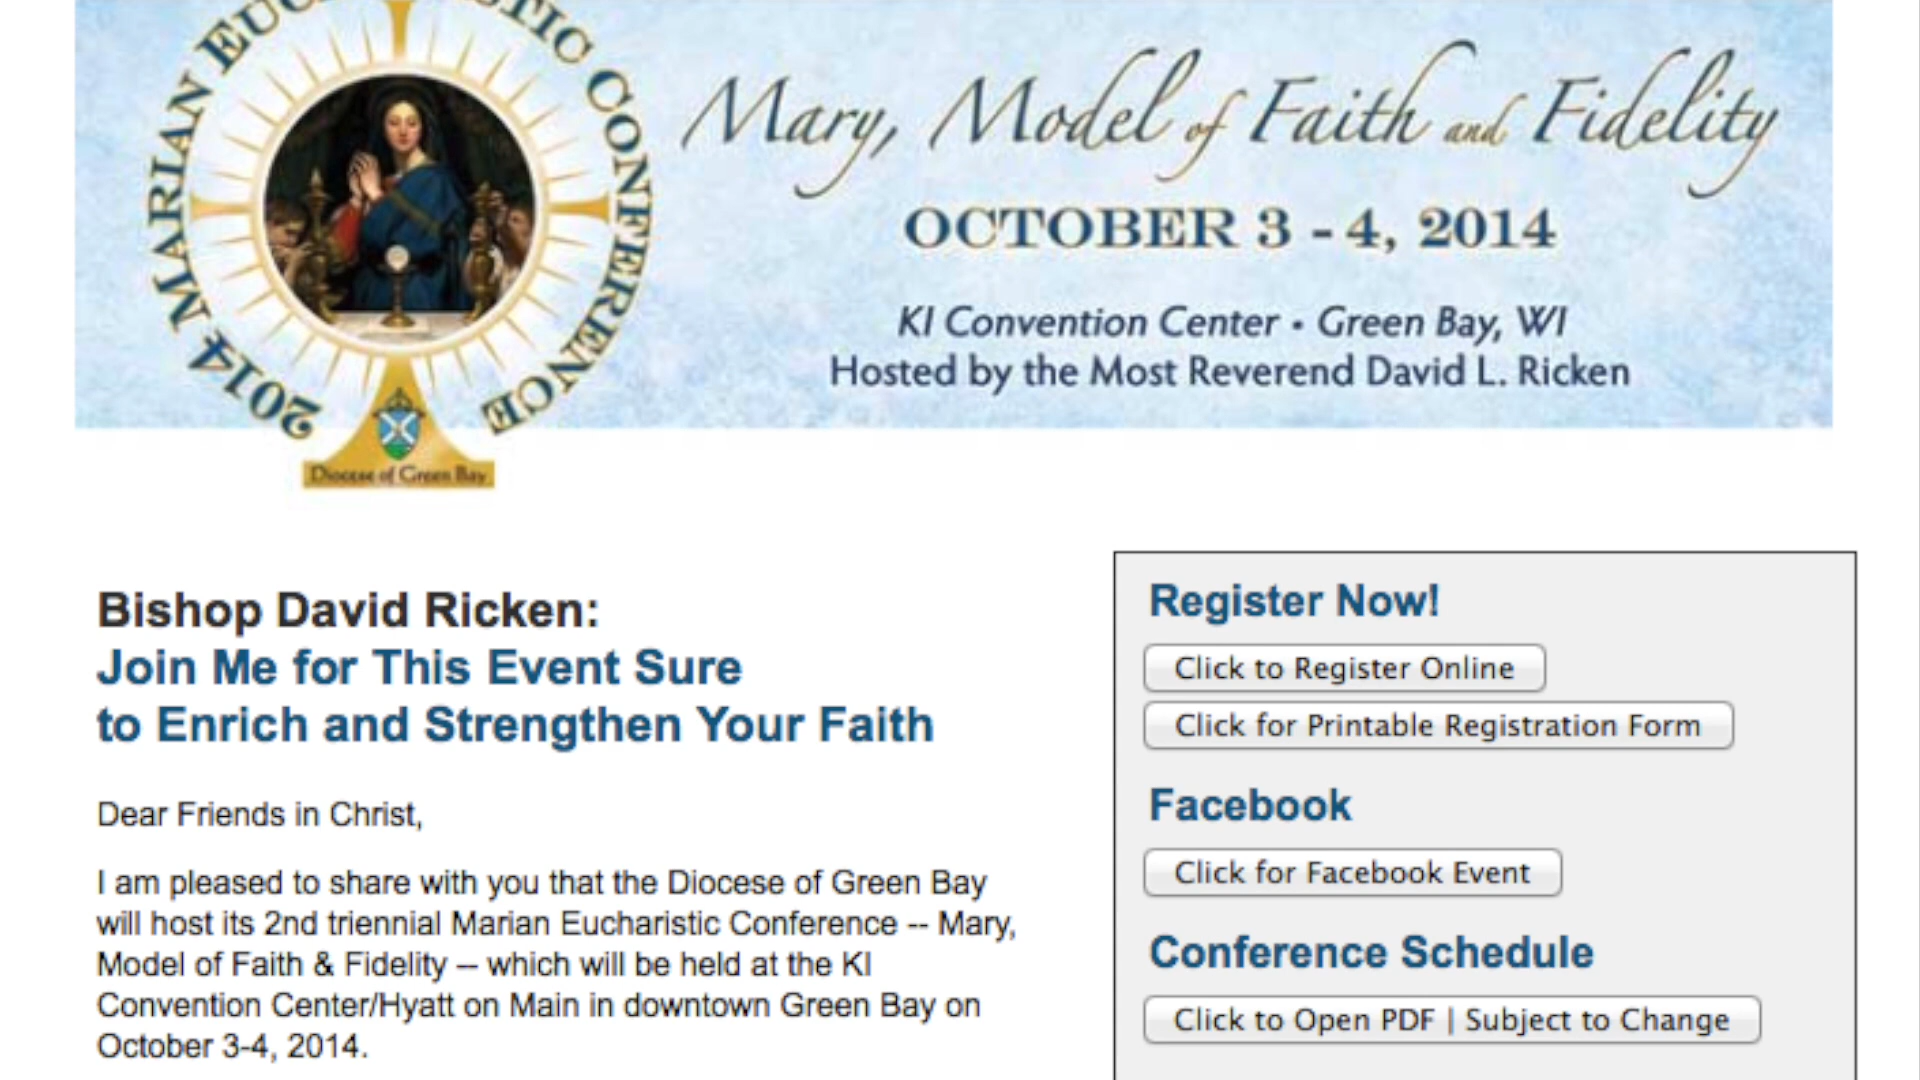 2014 MARIAN EUCHARISTIC CONFERENCE
Diocese of Green Bay
Mary, Model of Faith and Fidelity
OCTOBER 3 - 4, 2014
KI Convention Center • Green Bay, WI
Hosted by the Most Reverend David L. Ricken
Bishop David Ricken:
Join Me for This Event Sure
to Enrich and Strengthen Your Faith
Dear Friends in Christ,
I am pleased to share with you that the Diocese of Green Bay
will host its 2nd triennial Marian Eucharistic Conference -- Mary,
Model of Faith & Fidelity -- which will be held at the KI
Convention Center/Hyatt on Main in downtown Green Bay on
October 3-4, 2014.
Register Now!
Click to Register Online
Click for Printable Registration Form
Facebook
Click for Facebook Event
Conference Schedule
Click to Open PDF | Subject to Change